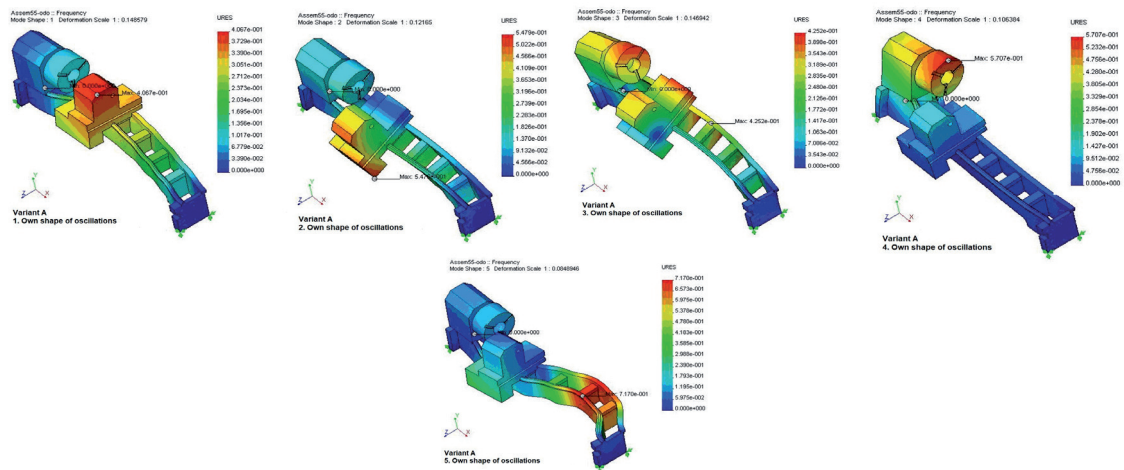 Assem55-odo :: Frequency
Mode Shape : 1 Deformation Scale 1 : 0.148579
URES
4.067e-001
3.729e-001
3.390e-001
3.051e-001
2.712e-001
2.373e-001
2.034e-001
1.695e-001
1.356e-001
1.017e-001
6.779e-002
3.390e-002
0.000e+000
Max: 4.067e-001
Variant A
1. Own shape of oscillations
Assem55-odo :: Frequency
Mode Shape : 2 Deformation Scale 1 : 0.12165
URES
5.479e-001
5.022e-001
4.566e-001
4.109e-001
3.653e-001
3.196e-001
2.739e-001
2.283e-001
1.826e-001
1.370e-001
9.132e-002
4.566e-002
0.000e+000
Variant A
2. Own shape of oscillations
Assem55-odo :: Frequency
Mode Shape : 3 Deformation Scale 1 : 0.146942
URES
4.252e-001
3.898e-001
3.543e-001
3.189e-001
2.835e-001
2.480e-001
2.126e-001
1.772e-001
1.417e-001
1.063e-001
7.087e-002
3.543e-002
0.000e+000
Max: 4.252e-001
Variant A
3. Own shape of oscillations
Assem55-odo :: Frequency
Mode Shape : 4 Deformation Scale 1 : 0.106384
URES
5.707e-001
5.232e-001
4.756e-001
4.280e-001
3.805e-001
3.329e-001
2.854e-001
2.378e-001
1.902e-001
1.427e-001
9.512e-002
4.756e-002
0.000e+000
Max: 5.707e-001
Variant A
4. Own shape of oscillations
Assem55-odo :: Frequency
Mode Shape : 5 Deformation Scale 1 : 0.0848946
URES
7.170e-001
6.573e-001
5.975e-001
5.378e-001
4.780e-001
4.183e-001
3.585e-001
2.988e-001
2.390e-001
1.793e-001
1.195e-001
5.975e-002
0.000e+000
Max: 7.170e-001
Variant A
5. Own shape of oscillations